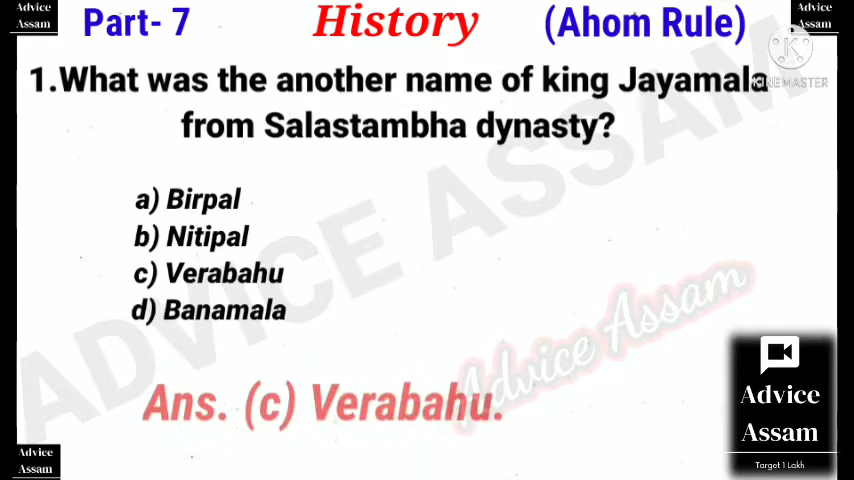 Advice
Assam
Part- 7
History
(Ahom Rule)
Advice
Assam
KINEMASTER
1.What was the another name of king Jayamala
from Salastambha dynasty?
a) Birpal
b) Nitipal
c) Verabahu
d) Banamala
ADVICE ASSAM
Advice Assam
Ans. (c) Verabahu.
Advice
Assam
Target 1 Lakh
Advice
Assam